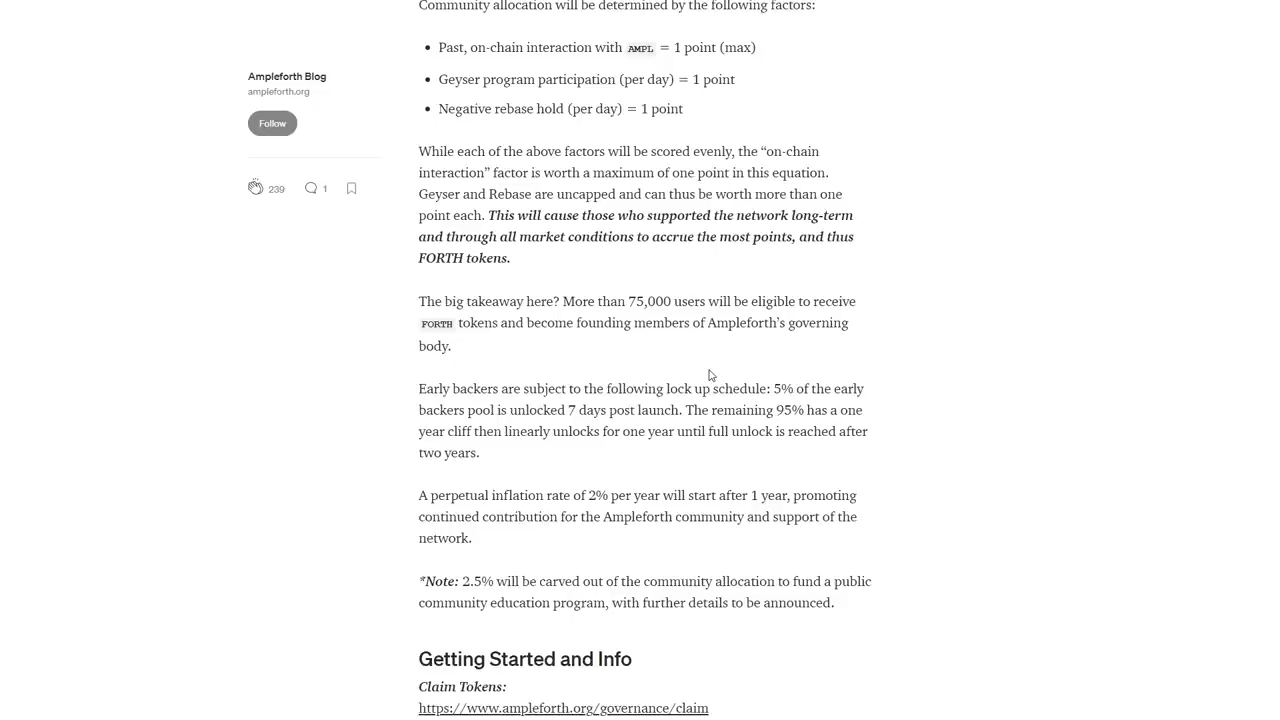 Community allocation will be determined by the following factors:
• Past, on-chain interaction with AMPL = 1 point (max)
Ampleforth Blog
ampleforth.org
• Geyser program participation (per day) = 1 point
Follow
• Negative rebase hold (per day) = 1 point
While each of the above factors will be scored evenly, the “on-chain
interaction” factor is worth a maximum of one point in this equation.
239 1
Geyser and Rebase are uncapped and can thus be worth more than one
point each. This will cause those who supported the network long-term
and through all market conditions to accrue the most points, and thus
FORTH tokens.
The big takeaway here? More than 75,000 users will be eligible to receive
FORTH tokens and become founding members of Ampleforth’s governing
body.
Early backers are subject to the following lock up schedule: 5% of the early
backers pool is unlocked 7 days post launch. The remaining 95% has a one
year cliff then linearly unlocks for one year until full unlock is reached after
two years.
A perpetual inflation rate of 2% per year will start after 1 year, promoting
continued contribution for the Ampleforth community and support of the
network.
*Note: 2.5% will be carved out of the community allocation to fund a public
community education program, with further details to be announced.
Getting Started and Info
Claim Tokens:
https://www.ampleforth.org/governance/claim